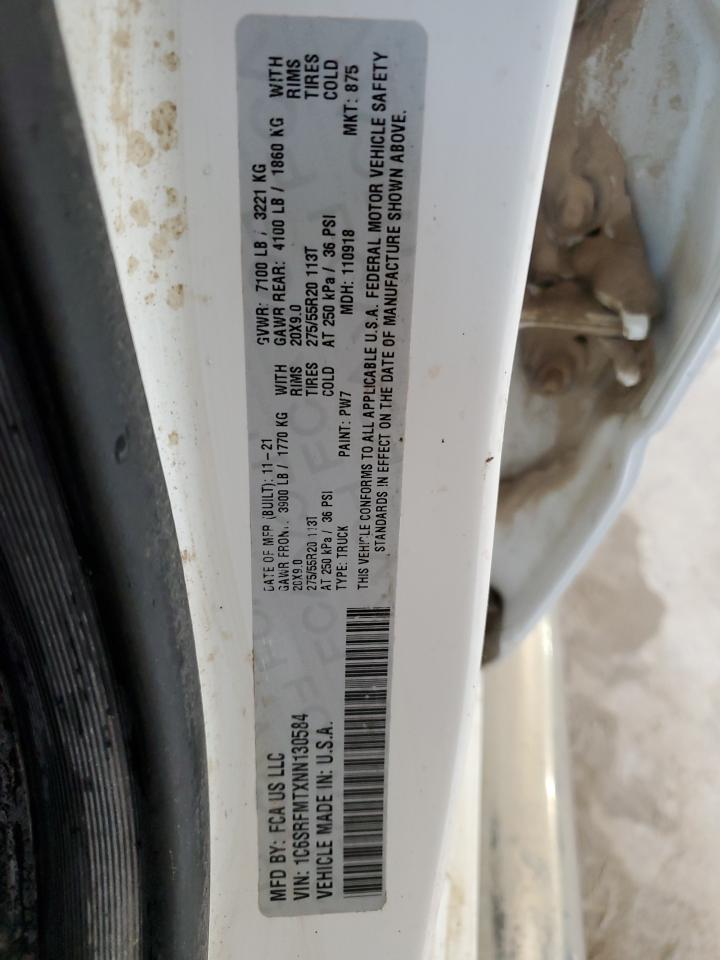 MFD BY: FCA US LLC
VIN: 1C6SRFMTXNN130584
VEHICLE MADE IN: U.S.A.
DATE OF MFR (BUILT): 11-21
GVWR: 7100 LB / 3221 KG
GAWR FRONT: 3900 LB / 1770 KG WITH
GAWR REAR: 4100 LB / 1860 KG WITH
20X9.0 RIMS
20X9.0 RIMS
275/55R20 113T TIRES
275/55R20 113T TIRES
AT 250 kPa / 36 PSI COLD
AT 250 kPa / 36 PSI COLD
TYPE: TRUCK PAINT: PW7 MDH: 110918 MKT: 875
THIS VEHICLE CONFORMS TO ALL APPLICABLE U.S.A. FEDERAL MOTOR VEHICLE SAFETY
STANDARDS IN EFFECT ON THE DATE OF MANUFACTURE SHOWN ABOVE.